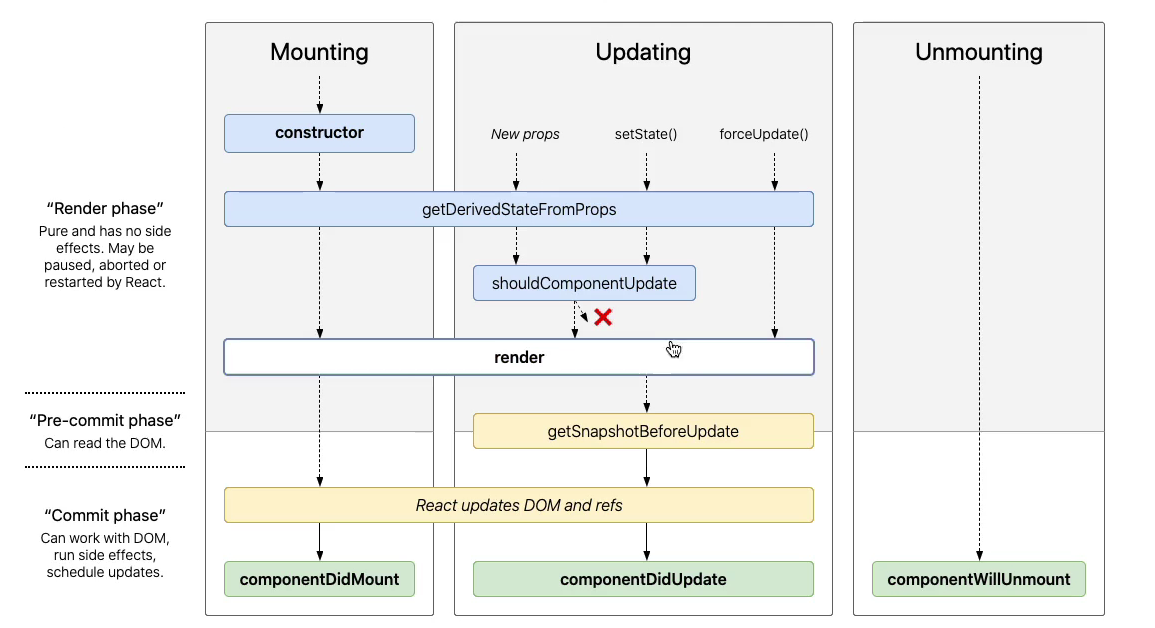 Mounting
Updating
Unmounting
constructor
New props
setState()
forceUpdate()
“Render phase”
Pure and has no side
effects. May be
paused, aborted or
restarted by React.
getDerivedStateFromProps
shouldComponentUpdate
render
“Pre-commit phase”
Can read the DOM.
getSnapshotBeforeUpdate
“Commit phase”
Can work with DOM,
run side effects,
schedule updates.
React updates DOM and refs
componentDidMount
componentDidUpdate
componentWillUnmount